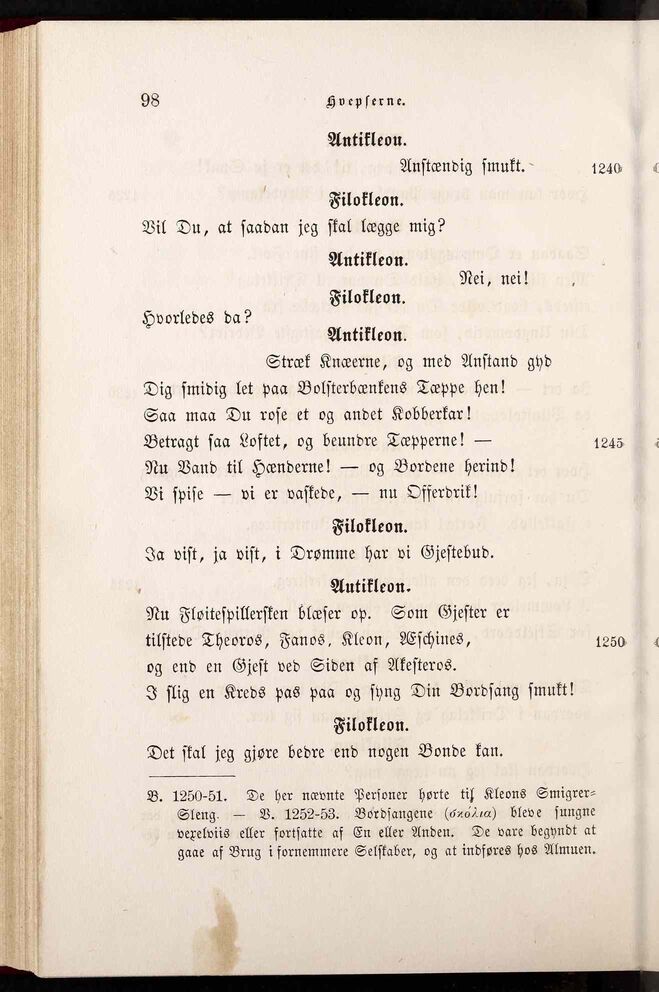 98 Hvepserne.
Antikleon.
Anstændig smukt. 1240
Filokleon.
Vil Du, at saadan jeg skal lægge mig?
Antikleon.
Nei, nei!
Filokleon.
Hvorledes da?
Antikleon.
Stræk Knæerne, og med Anstand gyd
Dig smidig let paa Bolsterbænkens Tæppe hen!
Saa maa Du rose et og andet Kobberkar!
Betragt saa Loftet, og beundre Tæpperne! — 1245
Nu Vand til Hænderne! — og Bordene herind!
Vi spise — vi er vaskede, — nu Offerdrik!
Filokleon.
Ja vist, ja vist, i Drømme har vi Gjestebud.
Antikleon.
Nu Fløitespillersken blæser op. Som Gjester er
tilstede Theoros, Fanos, Kleon, Æschines, 1250
og end en Gjest ved Siden af Akesteros.
I slig en Kreds pas paa og syng Din Bordsang smukt!
Filokleon.
Det skal jeg gjøre bedre end nogen Bonde kan.
V. 1250-51. De her nævnte Personer hørte til Kleons Smigrer-
Sleng. — V. 1252-53. Bordsangene (σκόλια) bleve sungne
vexelviis eller fortsatte af En eller Anden. De vare begyndt at
gaae af Brug i fornemmere Selskaber, og at indføres hos Almuen.